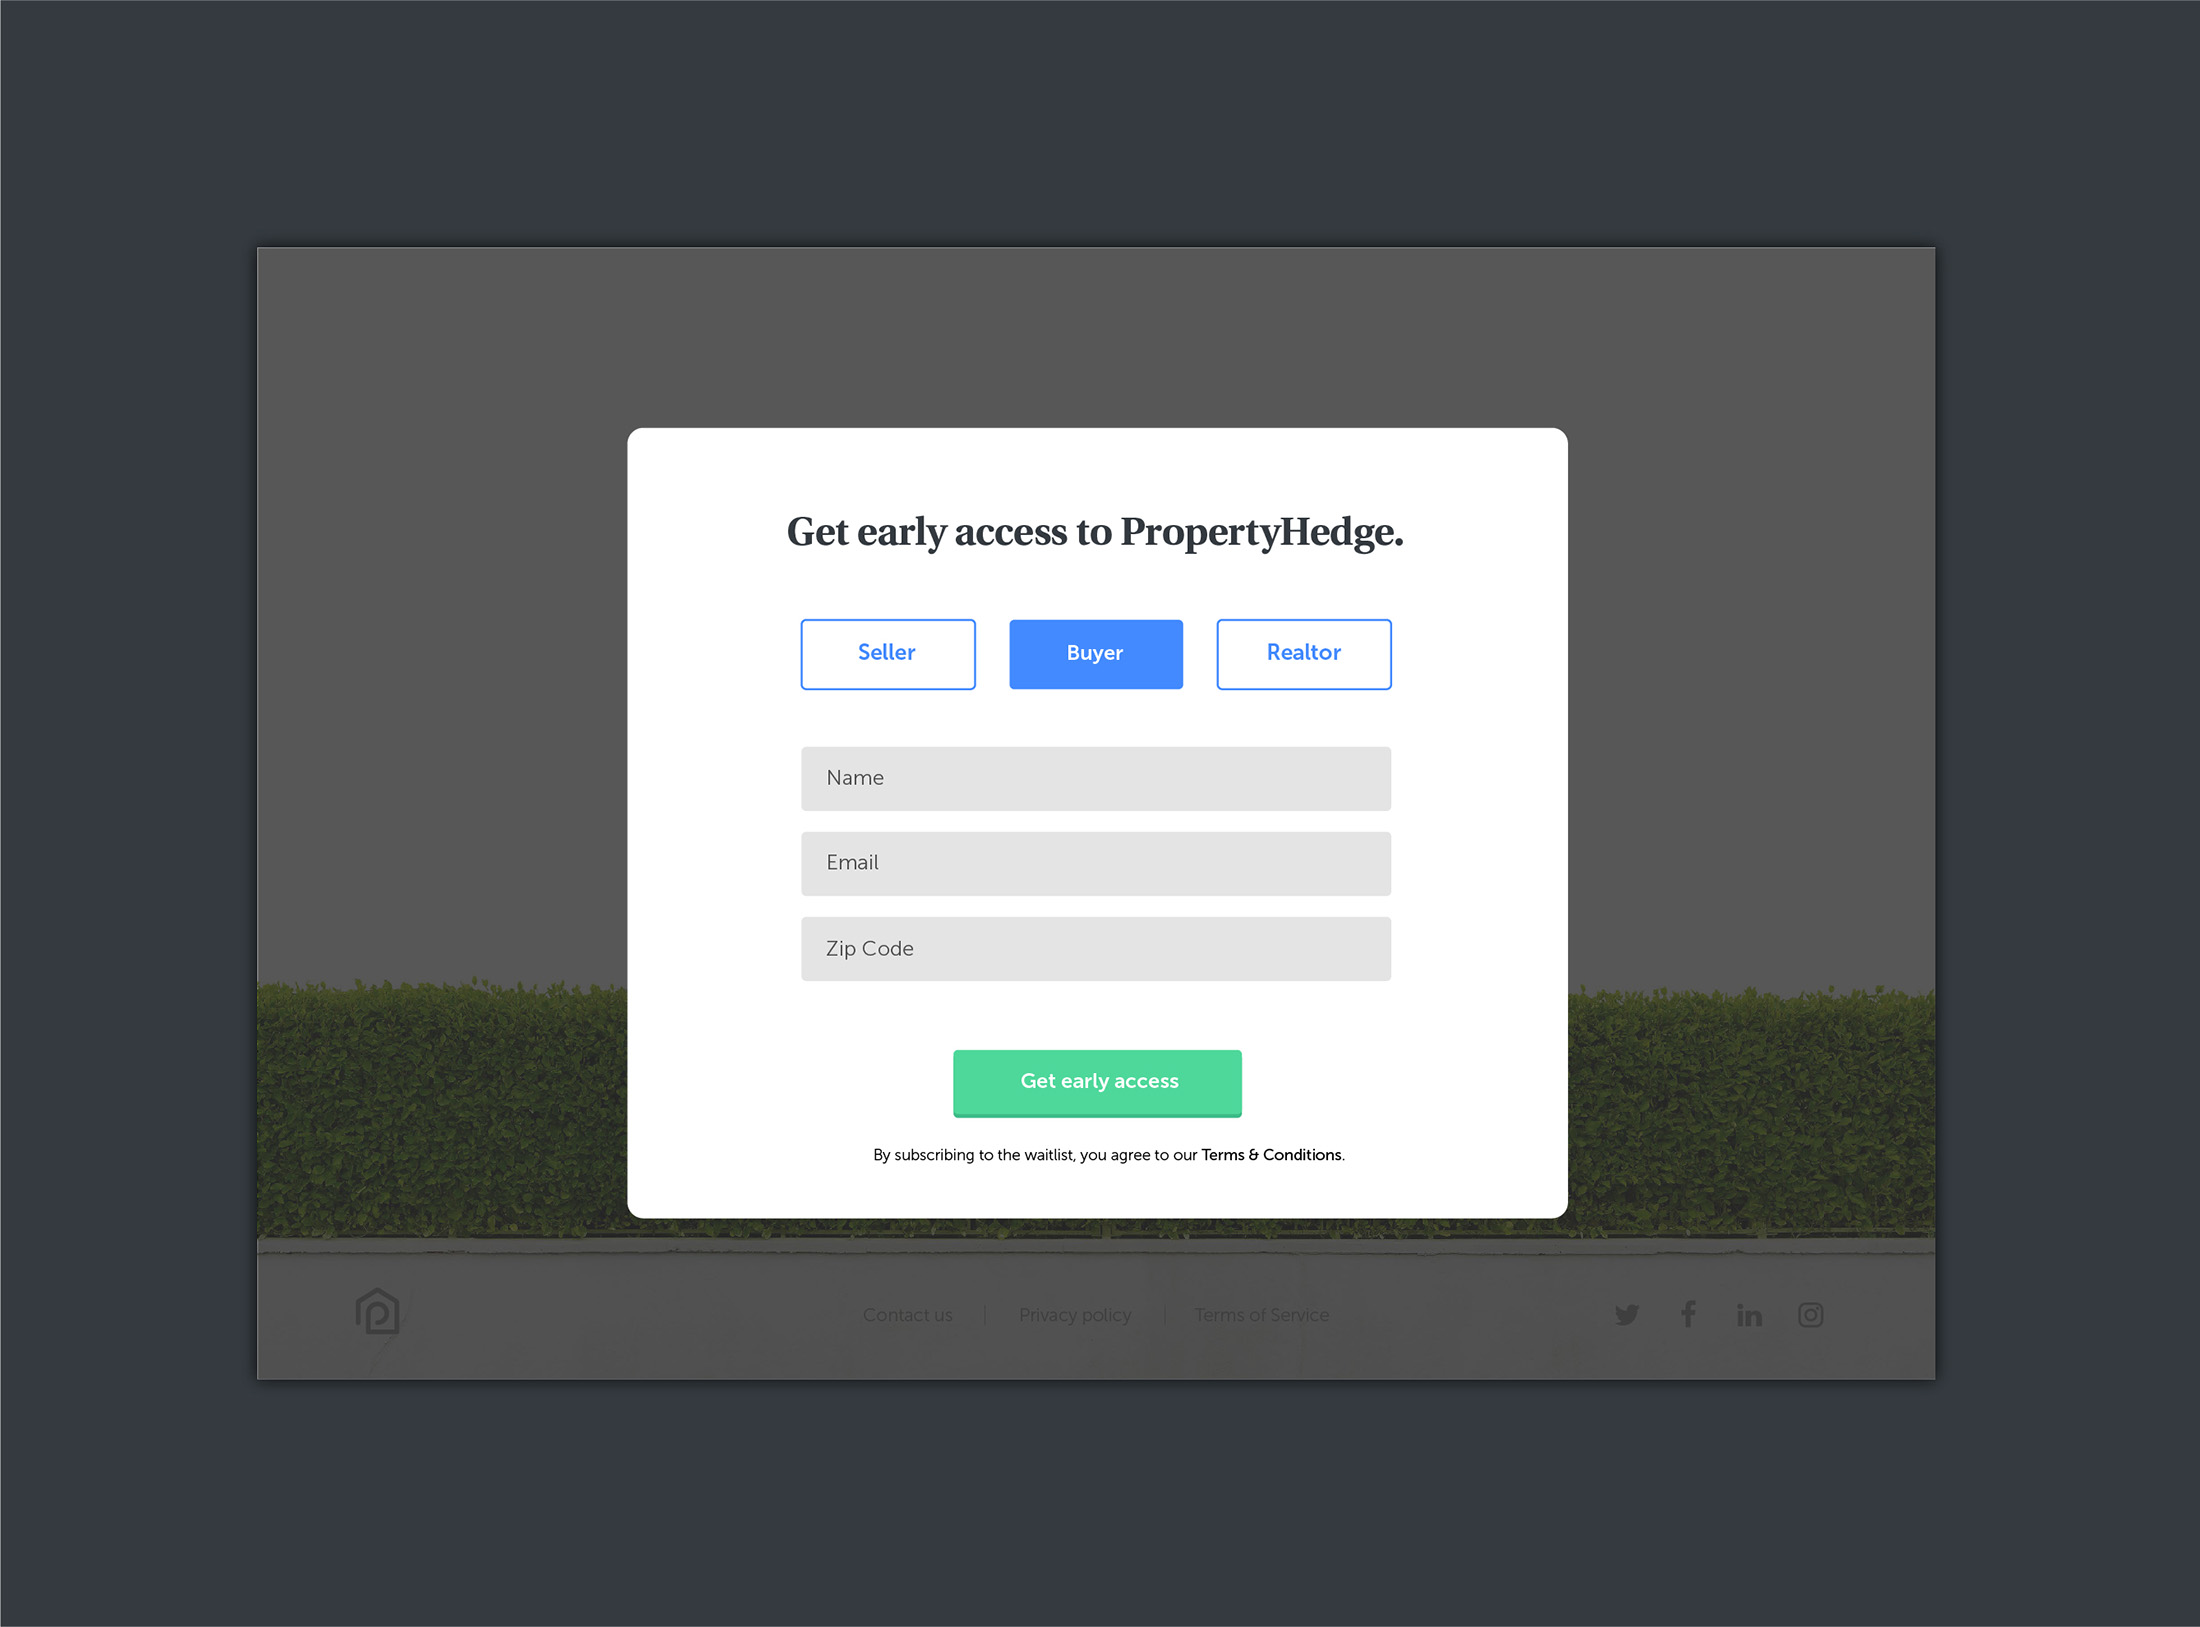 Get early access to PropertyHedge.
Seller
Buyer
Realtor
Name
Email
Zip Code
Get early access
By subscribing to the waitlist, you agree to our Terms & Conditions.
Contact us | Privacy policy | Terms of Service